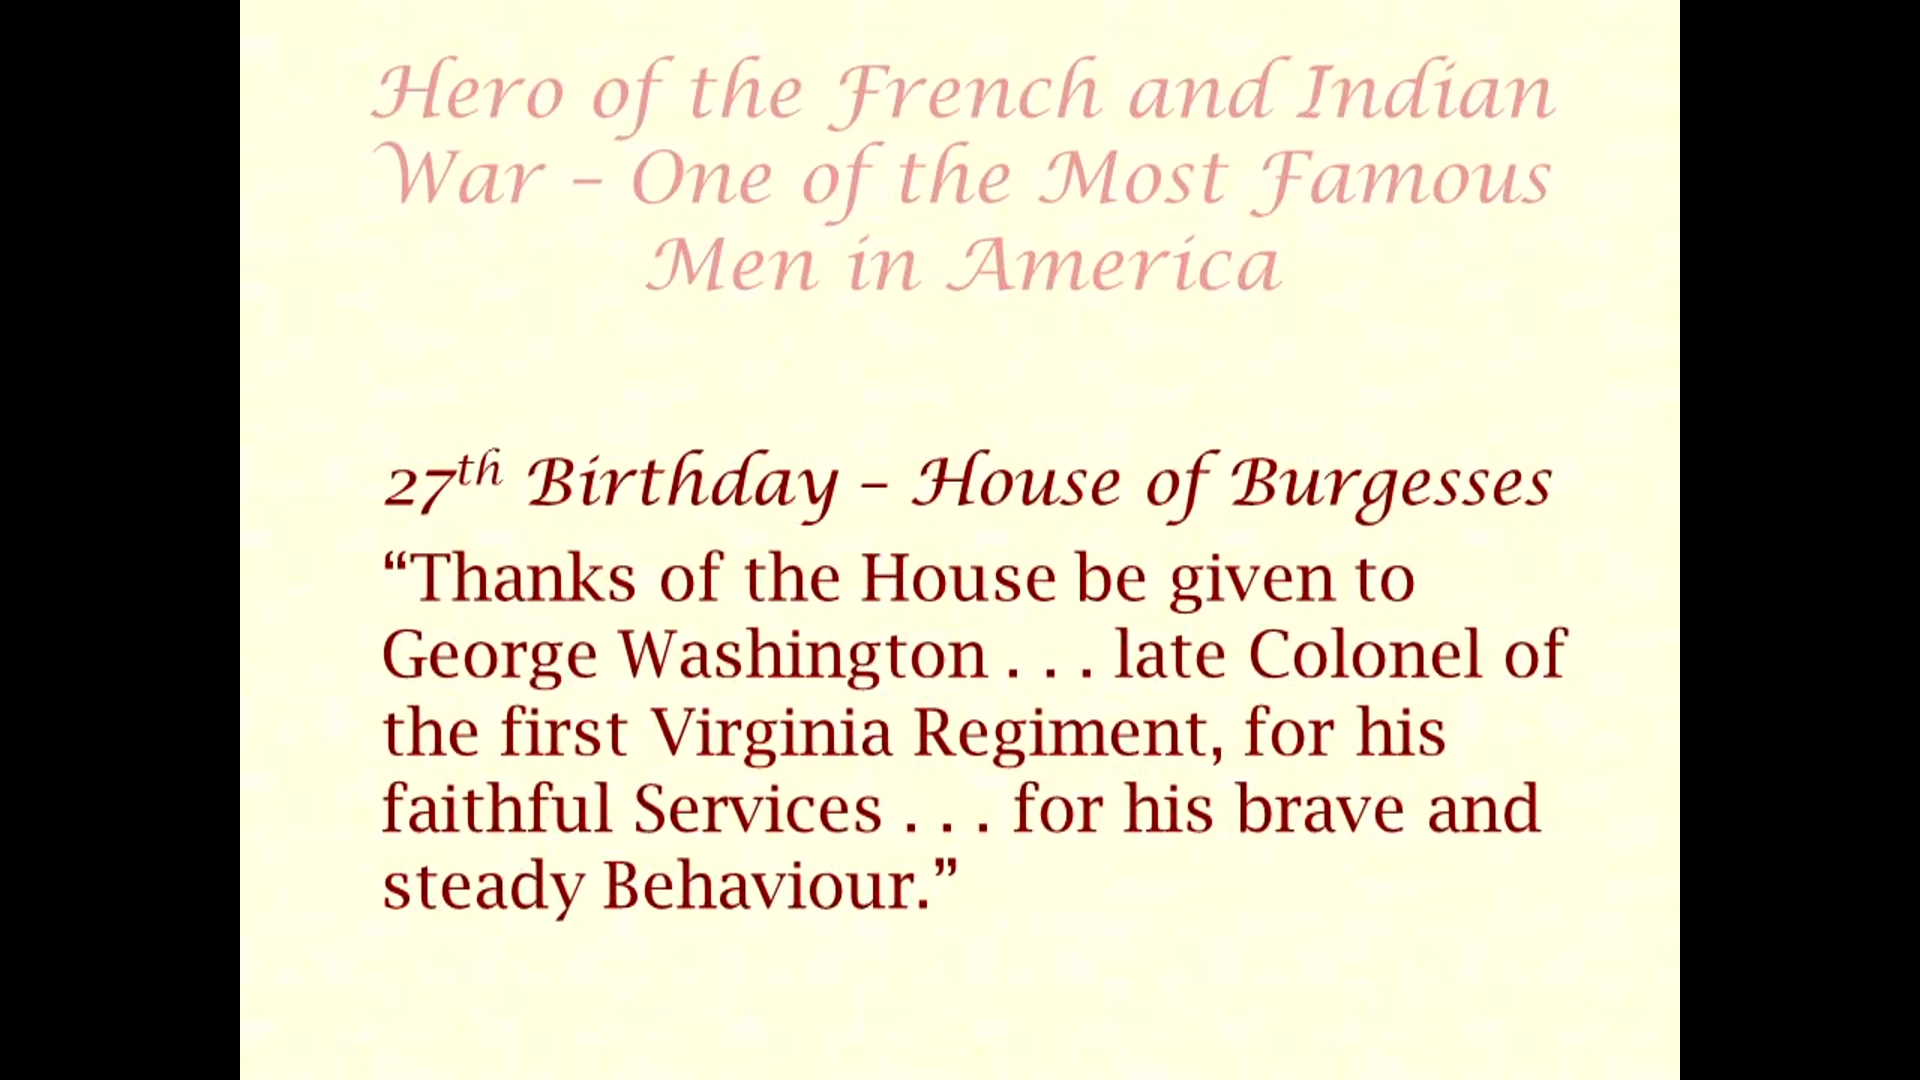 Hero of the French and Indian
War – One of the Most Famous
Men in America
27th Birthday – House of Burgesses
“Thanks of the House be given to
George Washington . . . late Colonel of
the first Virginia Regiment, for his
faithful Services . . . for his brave and
steady Behaviour.”